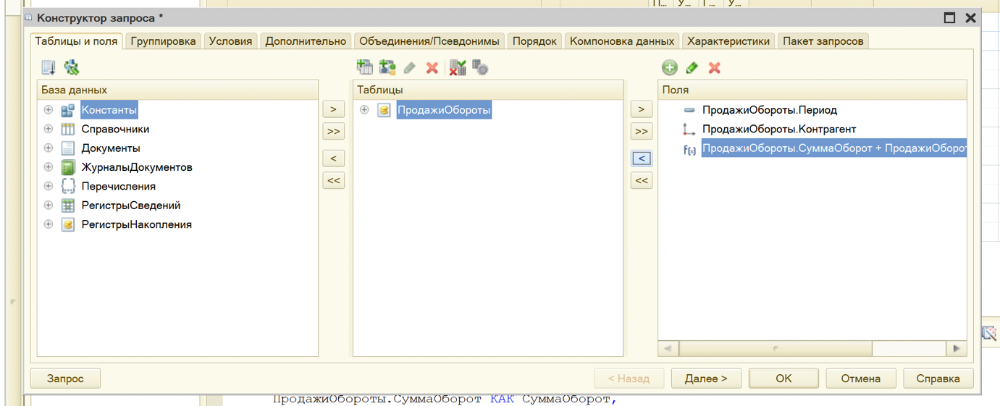 П... У... Г... У...
Конструктор запроса *
Таблицы и поля Группировка Условия Дополнительно Объединения/Псевдонимы Порядок Компоновка данных Характеристики Пакет запросов
База данных
Константы
Справочники
Документы
ЖурналыДокументов
Перечисления
РегистрыСведений
РегистрыНакопления
>
>>
<
<<
Таблицы
ПродажиОбороты
>
>>
<
<<
Поля
ПродажиОбороты.Период
ПродажиОбороты.Контрагент
f(x) ПродажиОбороты.СуммаОборот + ПродажиОборот
Запрос < Назад Далее > ОК Отмена Справка
ПродажиОбороты.СуммаОборот КАК СуммаОборот,